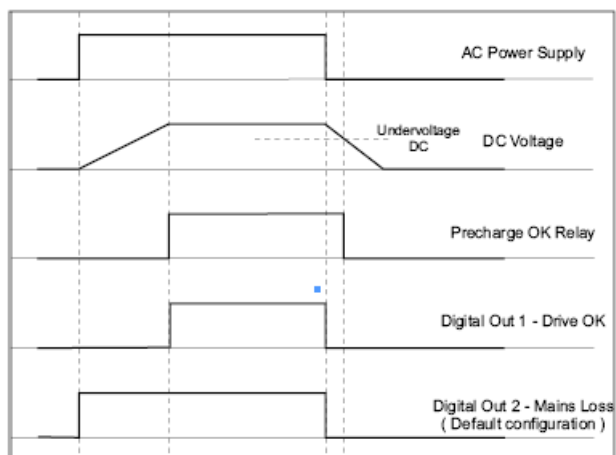 AC Power Supply
Undervoltage
DC
DC Voltage
Precharge OK Relay
Digital Out 1 - Drive OK
Digital Out 2 - Mains Loss
( Default configuration )